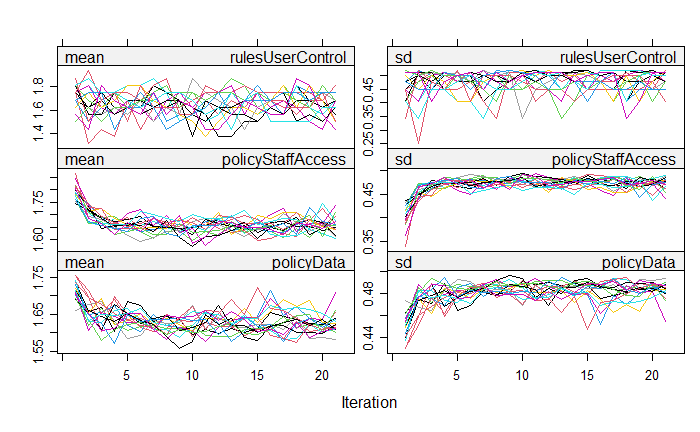 mean rulesUserControl
sd rulesUserControl
1.4 1.6 1.8
0.25 0.35 0.45
mean policyStaffAccess
sd policyStaffAccess
1.60 1.75
0.35 0.45
mean policyData
sd policyData
1.55 1.65 1.75
0.44 0.48
5 10 15 20
5 10 15 20
Iteration